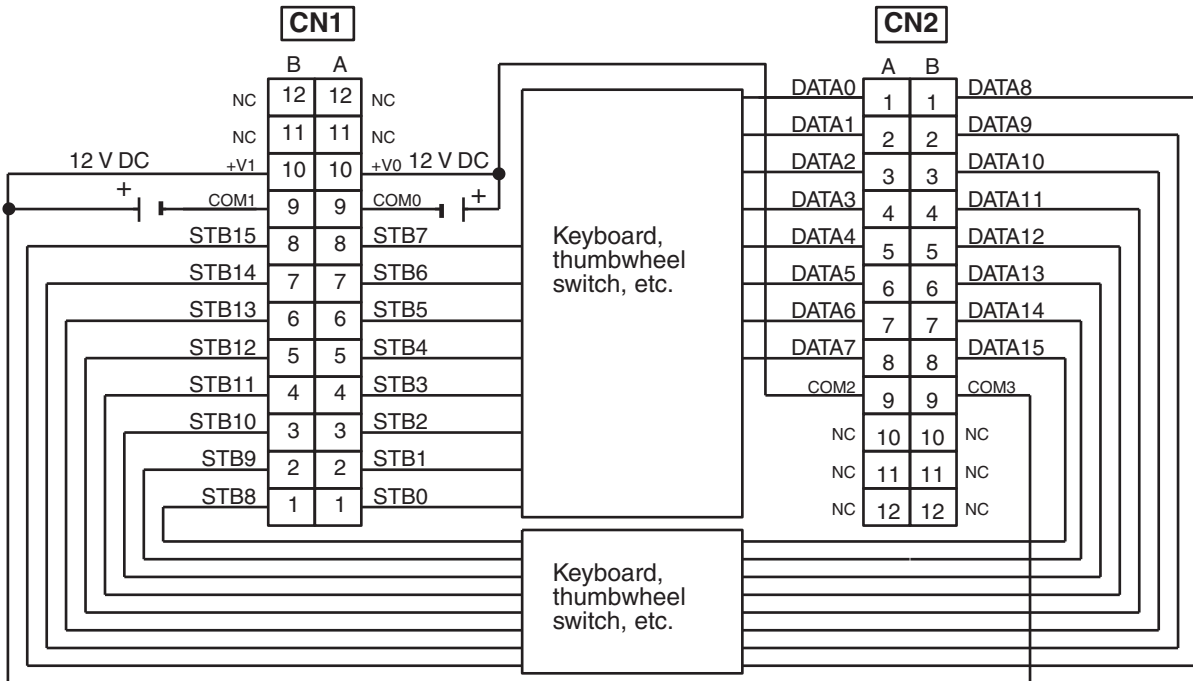 CN1
CN2
B A
A B
NC 12 12 NC
DATA0 1 1 DATA8
NC 11 11 NC
DATA1 2 2 DATA9
12 V DC +V1 10 10 +V0 12 V DC
DATA2 3 3 DATA10
+ COM1 9 9 COM0 +
DATA3 4 4 DATA11
STB15 8 8 STB7
DATA4 5 5 DATA12
STB14 7 7 STB6
DATA5 6 6 DATA13
STB13 6 6 STB5
DATA6 7 7 DATA14
STB12 5 5 STB4
DATA7 8 8 DATA15
STB11 4 4 STB3
COM2 9 9 COM3
STB10 3 3 STB2
NC 10 10 NC
STB9 2 2 STB1
NC 11 11 NC
STB8 1 1 STB0
NC 12 12 NC
Keyboard,
thumbwheel
switch, etc.
Keyboard,
thumbwheel
switch, etc.